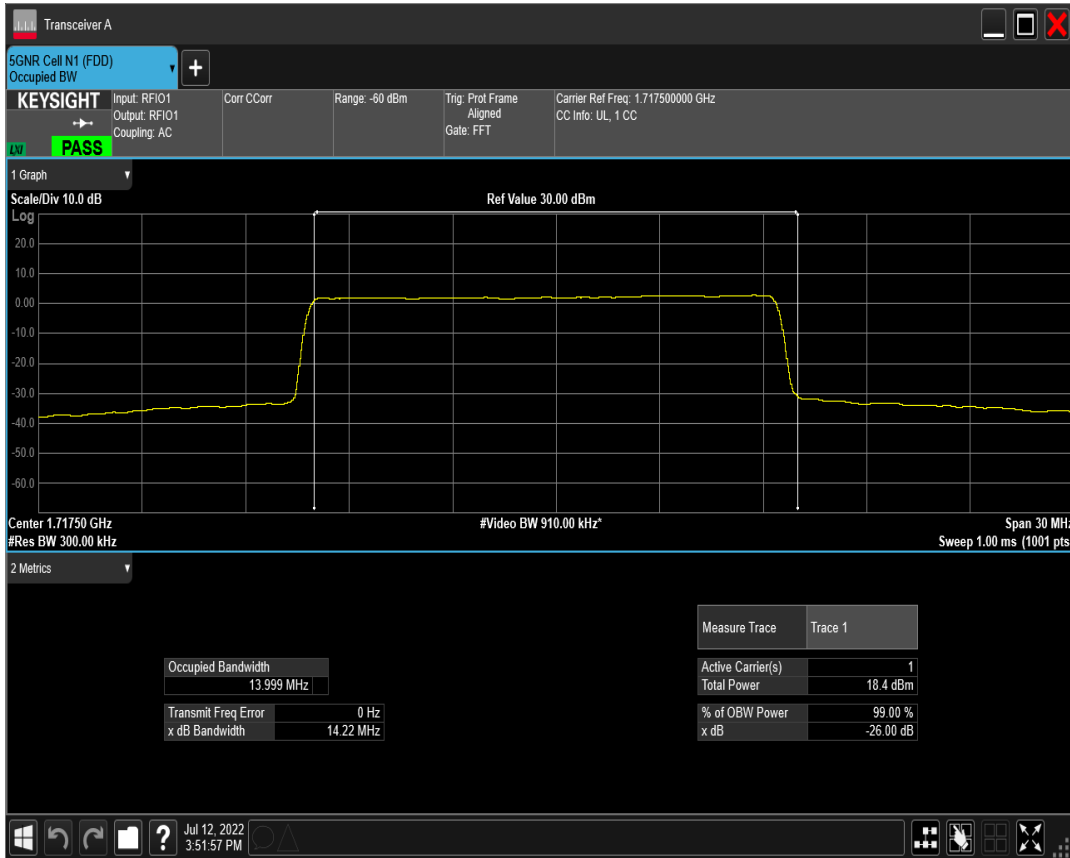 Transceiver A
5GNR Cell N1 (FDD)
Occupied BW
+
KEYSIGHT
LXI
PASS
Input: RFIO1
Output: RFIO1
Coupling: AC
Corr CCorr
Range: -60 dBm
Trig: Prot Frame
Aligned
Gate: FFT
Carrier Ref Freq: 1.717500000 GHz
CC Info: UL, 1 CC
1 Graph
Scale/Div 10.0 dB
Ref Value 30.00 dBm
Log
20.0
10.0
0.00
-10.0
-20.0
-30.0
-40.0
-50.0
-60.0
Center 1.71750 GHz
#Video BW 910.00 kHz*
Span 30 MHz
#Res BW 300.00 kHz
Sweep 1.00 ms (1001 pts
2 Metrics
Measure Trace Trace 1
Occupied Bandwidth
13.999 MHz
Active Carrier(s) 1
Total Power 18.4 dBm
Transmit Freq Error 0 Hz
x dB Bandwidth 14.22 MHz
% of OBW Power 99.00 %
x dB -26.00 dB
?
Jul 12, 2022
3:51:57 PM